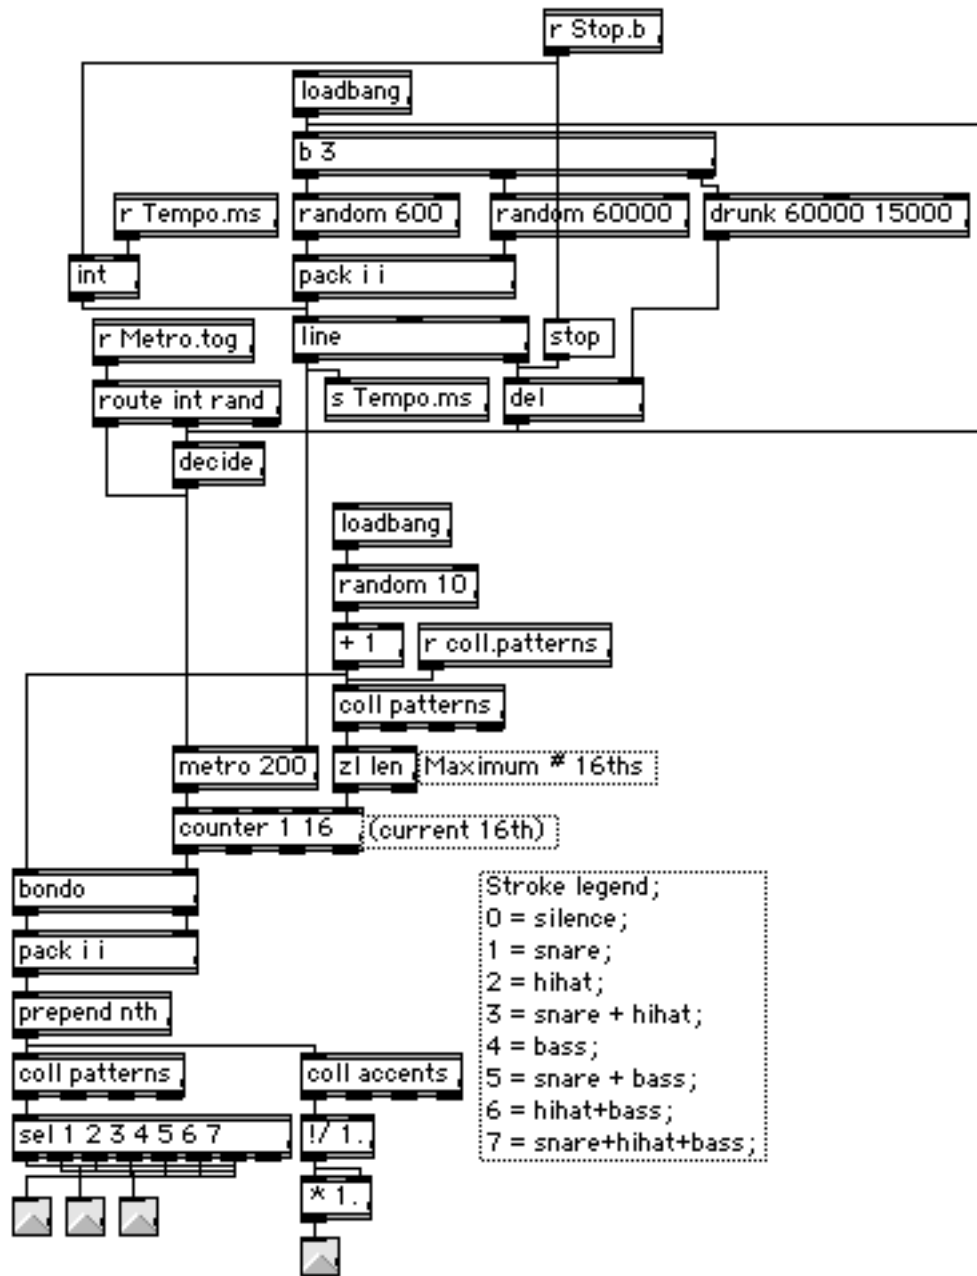 r Stop.b
loadbang
b 3
r Tempo.ms
random 600
random 60000
drunk 60000 15000
int
pack i i
r Metro.tog
line
stop
route int rand
s Tempo.ms
del
decide
loadbang
random 10
+ 1
r coll.patterns
coll patterns
metro 200
zl len
Maximum # 16ths
counter 1 16
(current 16th)
bondo
pack i i
prepend nth
coll patterns
coll accents
sel 1 2 3 4 5 6 7
!/ 1.
* 1.
Stroke legend;
0 = silence;
1 = snare;
2 = hihat;
3 = snare + hihat;
4 = bass;
5 = snare + bass;
6 = hihat+bass;
7 = snare+hihat+bass;